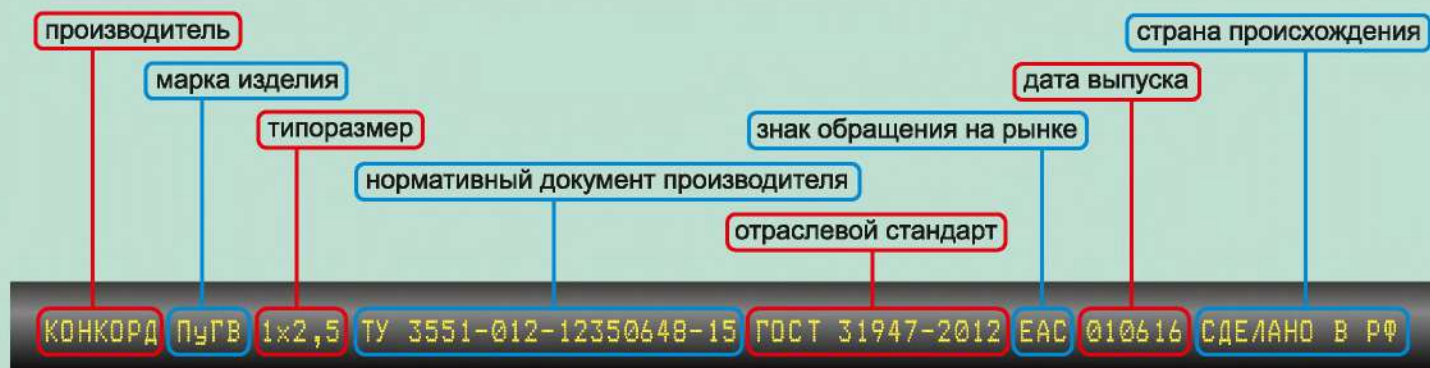 производитель
страна происхождения
марка изделия
дата выпуска
типоразмер
знак обращения на рынке
нормативный документ производителя
отраслевой стандарт
КОНКОРД ПуГВ 1x2,5 ТУ 3551-012-12350648-15 ГОСТ 31947-2012 ЕАС 010616 СДЕЛАНО В РФ